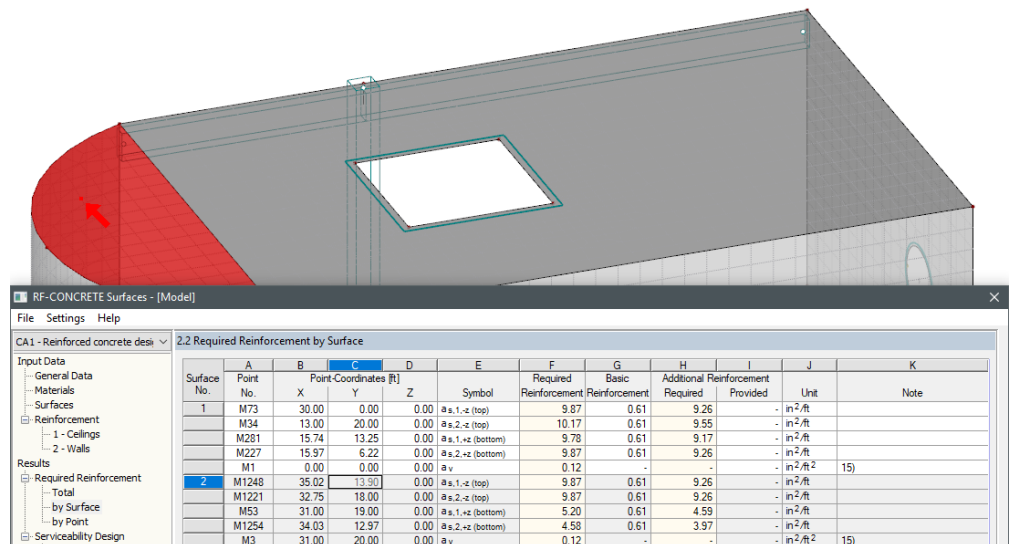 RF-CONCRETE Surfaces - [Model]
File Settings Help
CA1 - Reinforced concrete desig
2.2 Required Reinforcement by Surface
Input Data
General Data
Materials
Surfaces
Reinforcement
1 - Ceilings
2 - Walls
Results
Required Reinforcement
Total
by Surface
by Point
Serviceability Design
A B C D E F G H I J K
Surface Point Point-Coordinates [ft] Required Basic Additional Reinforcement
No. No. X Y Z Symbol Reinforcement Reinforcement Required Provided Unit Note
1 M73 30.00 0.00 0.00 as,1,-z (top) 9.87 0.61 9.26 - in2/ft
M34 13.00 20.00 0.00 as,2,-z (top) 10.17 0.61 9.55 - in2/ft
M281 15.74 13.25 0.00 as,1,+z (bottom) 9.78 0.61 9.17 - in2/ft
M227 15.97 6.22 0.00 as,2,+z (bottom) 9.87 0.61 9.26 - in2/ft
M1 0.00 0.00 0.00 av 0.12 - - - in2/ft2 15)
2 M1248 35.02 13.90 0.00 as,1,-z (top) 9.87 0.61 9.26 - in2/ft
M1221 32.75 18.00 0.00 as,2,-z (top) 9.87 0.61 9.26 - in2/ft
M53 31.00 19.00 0.00 as,1,+z (bottom) 5.20 0.61 4.59 - in2/ft
M1254 34.03 12.97 0.00 as,2,+z (bottom) 4.58 0.61 3.97 - in2/ft
M3 31.00 20.00 0.00 av 0.12 - - - in2/ft2 15)